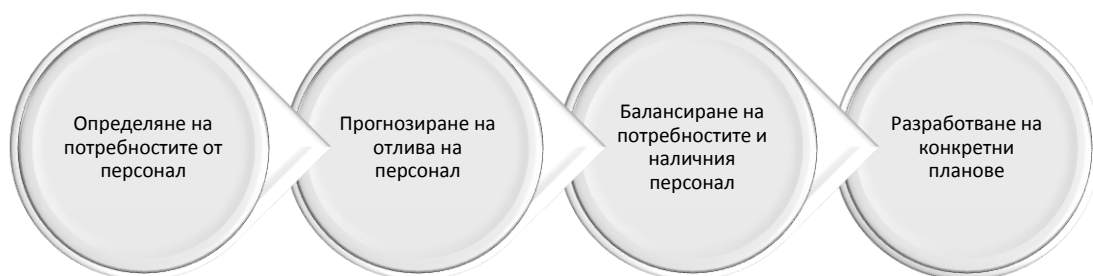 Определяне на
потребностите от
персонал
Прогнозиране на
отлива на
персонал
Балансиране на
потребностите и
наличния
персонал
Разработване на
конкретни
планове